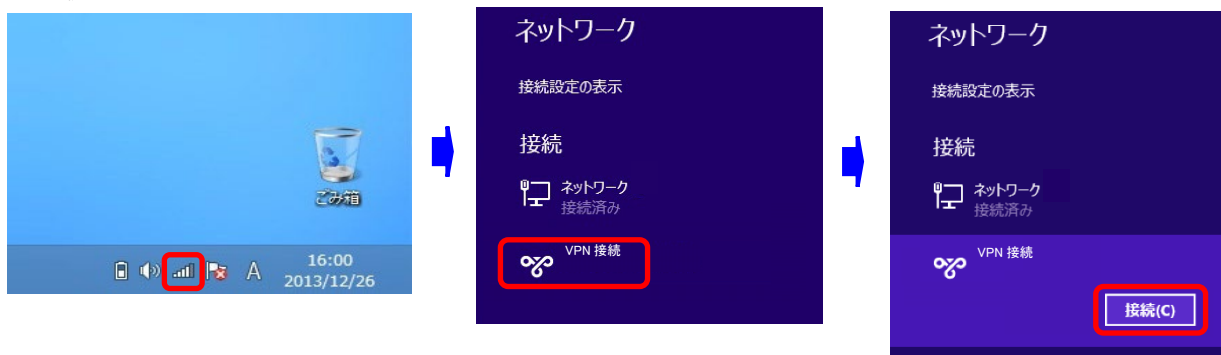 ごみ箱
A
16:00
2013/12/26
ネットワーク
接続設定の表示
接続
ネットワーク
接続済み
VPN 接続
ネットワーク
接続設定の表示
接続
ネットワーク
接続済み
VPN 接続
接続(C)